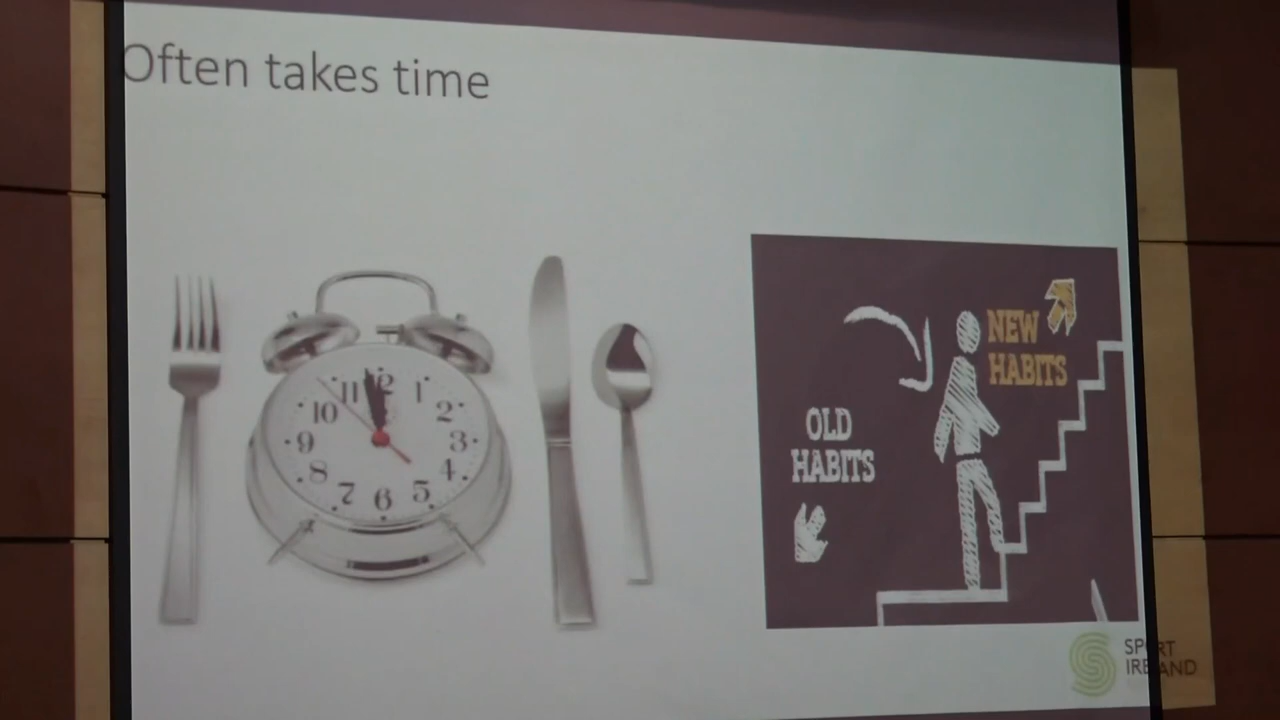 Often takes time
11
12
1
10
2
9
3
8
4
7
6
5
NEW
HABITS
OLD
HABITS
SPORT
IRELAND